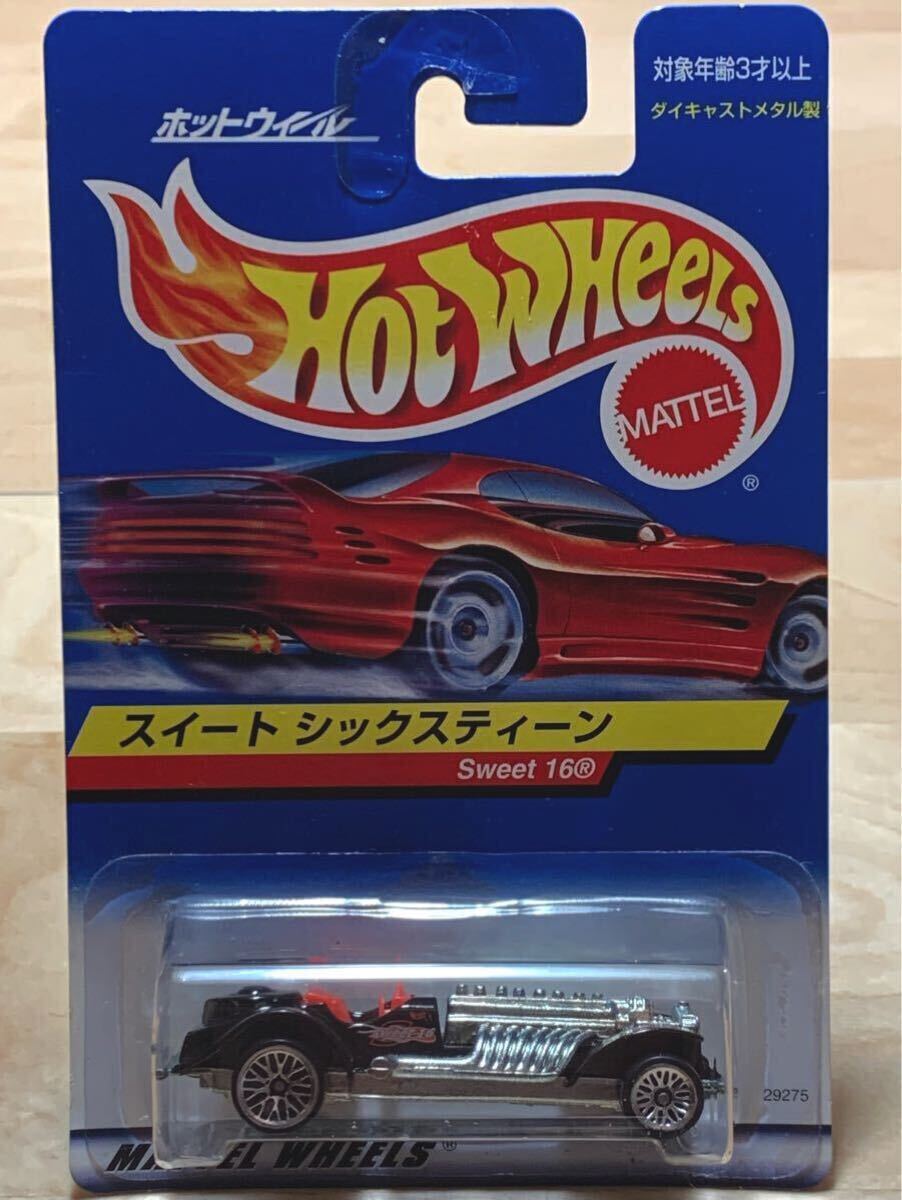 対象年齢3才以上
ダイキャストメタル製
ホットウィール
HOT WHEELS
MATTEL
®
スイート シックスティーン
Sweet 16®
29275
WHEELS®